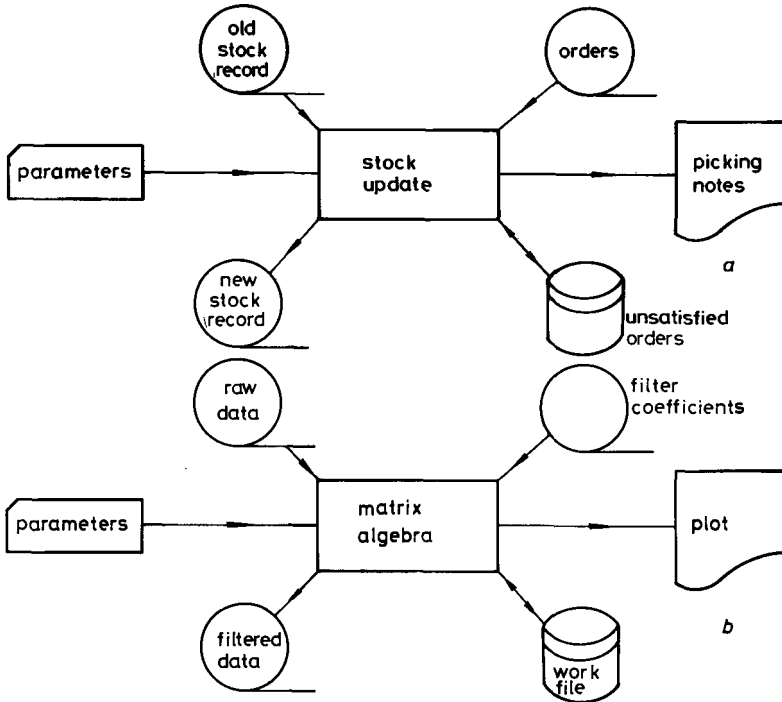 old
stock
record
orders
parameters
stock
update
picking
notes
a
new
stock
record
unsatisfied
orders
raw
data
filter
coefficients
parameters
matrix
algebra
plot
filtered
data
work
file
b